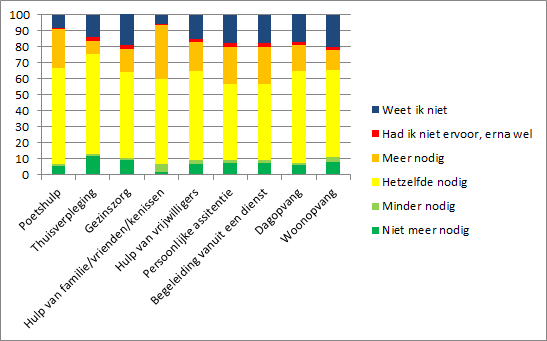 100
90
80
70
60
50
40
30
20
10
0
Poetshulp
Thuisverpleging
Gezinszorg
Hulp van familie/vrienden/kenissen
Hulp van vrijwilligers
Persoonlijke assitentie
Begeleiding vanuit een dienst
Dagopvang
Woonopvang
Weet ik niet
Had ik niet ervoor, erna wel
Meer nodig
Hetzelfde nodig
Minder nodig
Niet meer nodig